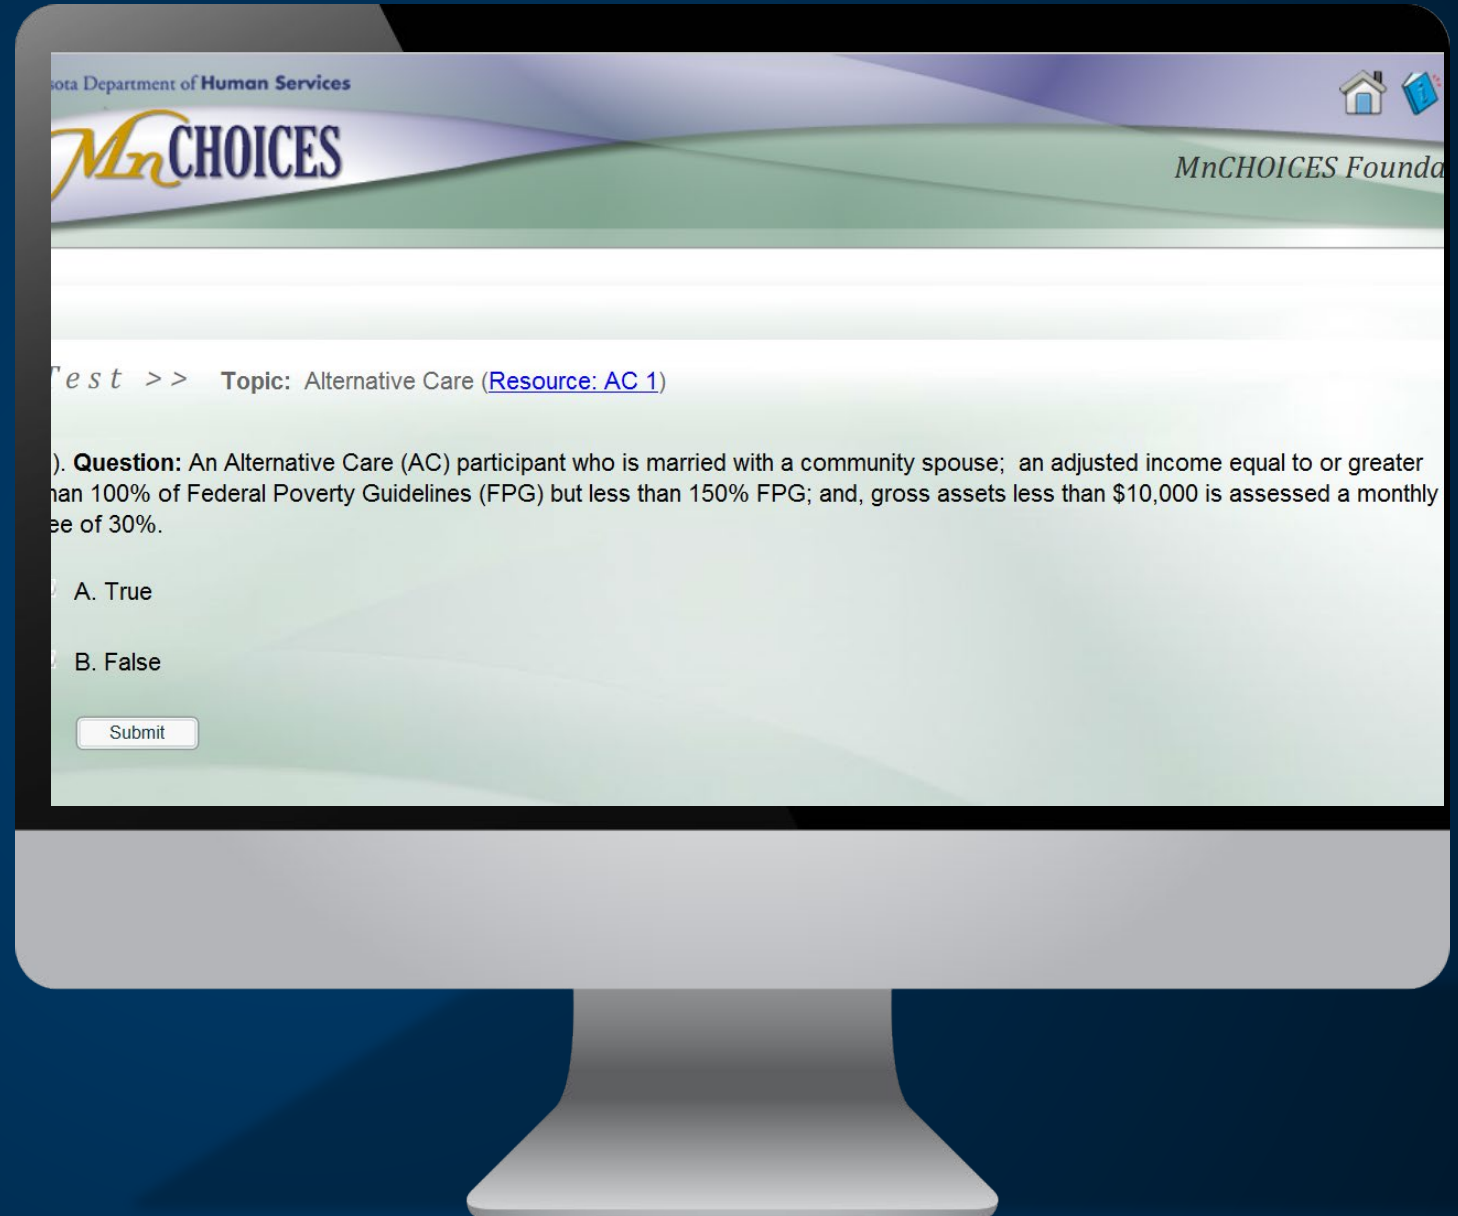 sota Department of Human Services
MnCHOICES
MnCHOICES Founda
Test >> Topic: Alternative Care (Resource: AC 1)
). Question: An Alternative Care (AC) participant who is married with a community spouse; an adjusted income equal to or greater
han 100% of Federal Poverty Guidelines (FPG) but less than 150% FPG; and, gross assets less than $10,000 is assessed a monthly
ee of 30%.
A. True
B. False
Submit